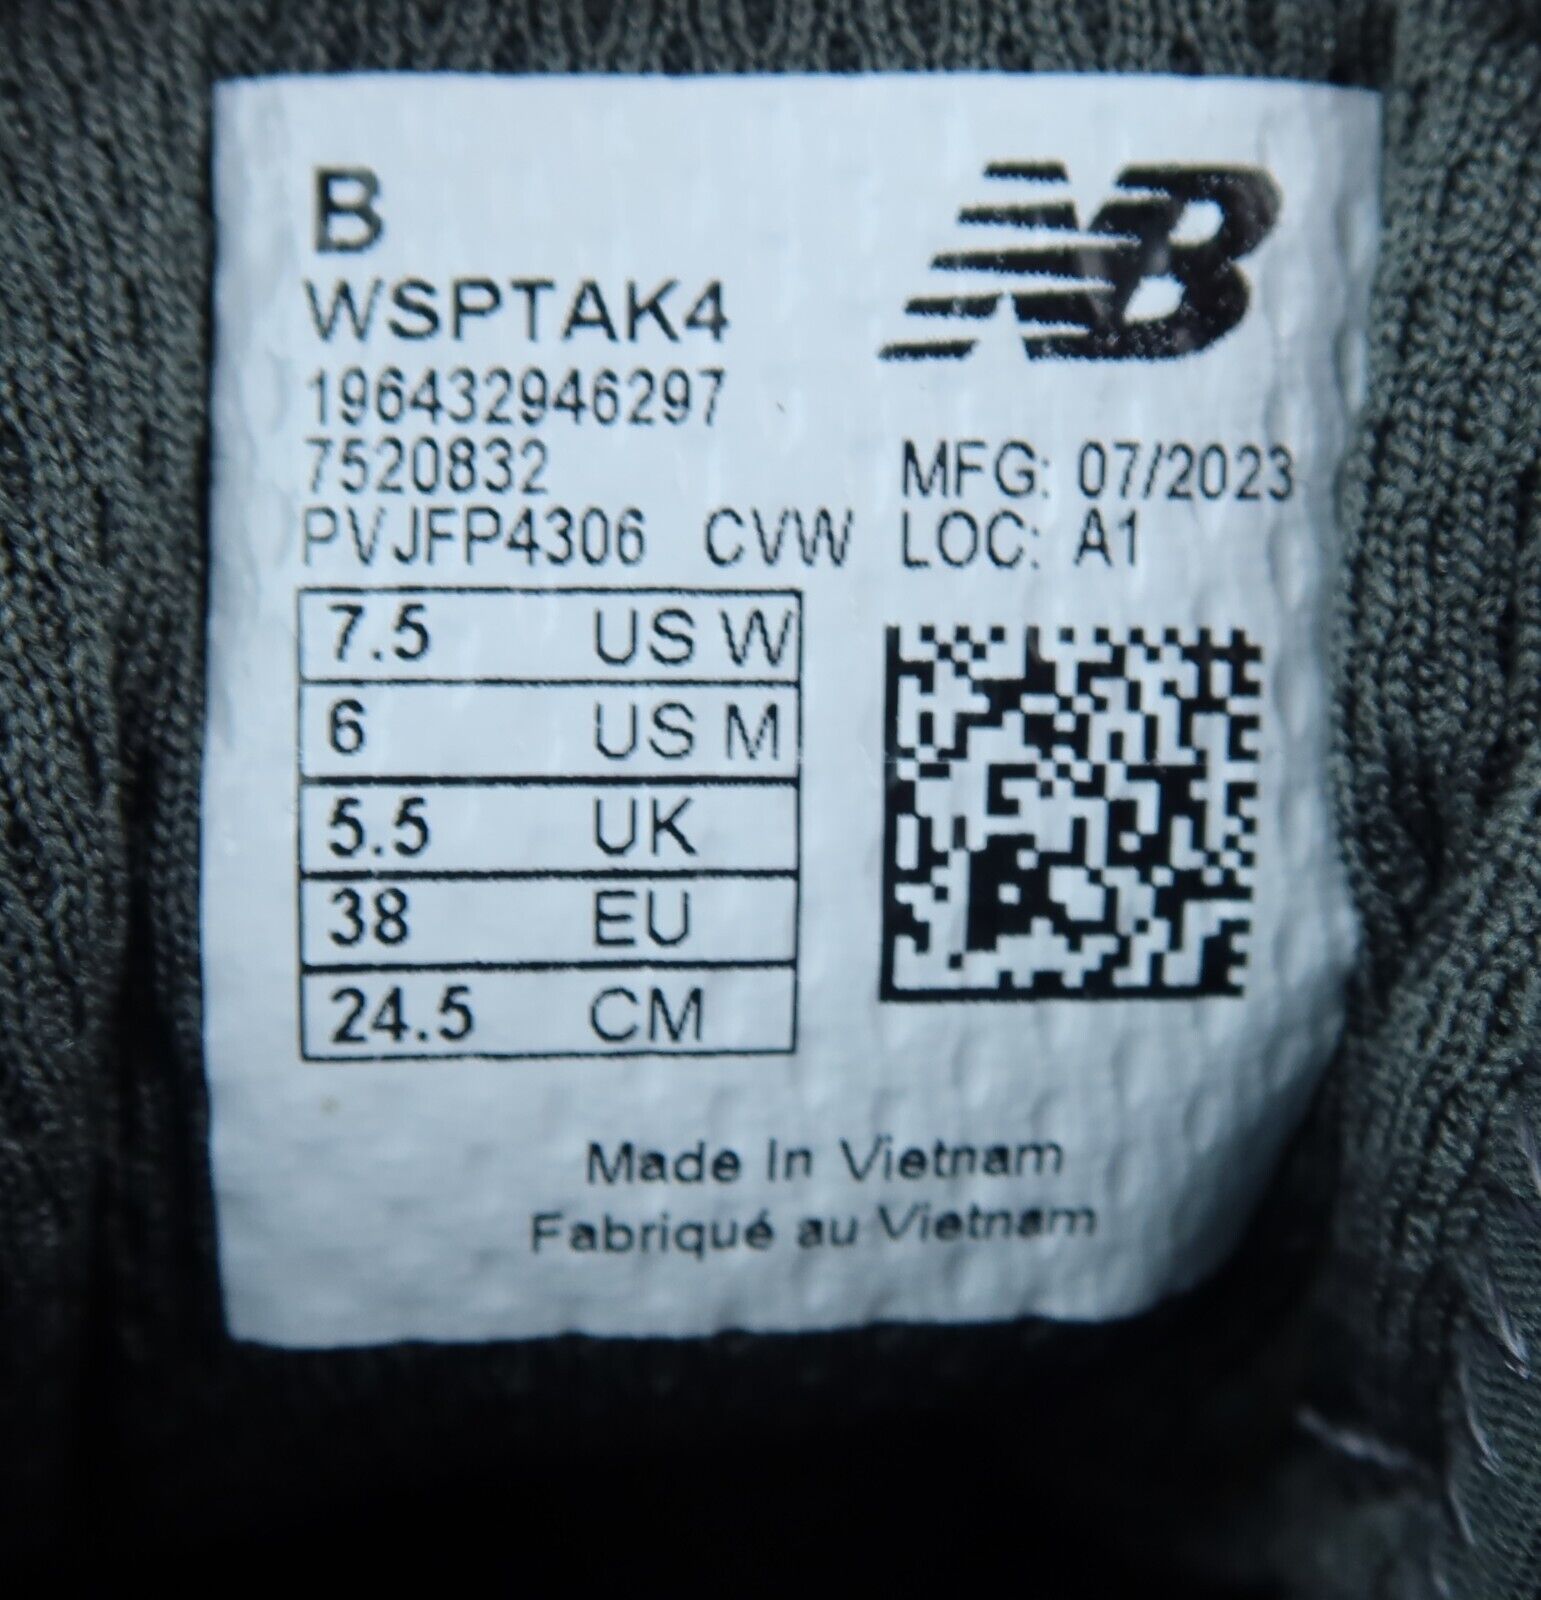 B
NB
WSPTAK4
196432946297
7520832 MFG: 07/2023
PVJFP4306 CVW LOC: A1
7.5 US W
6 US M
5.5 UK
38 EU
24.5 CM
Made In Vietnam
Fabriqué au Vietnam